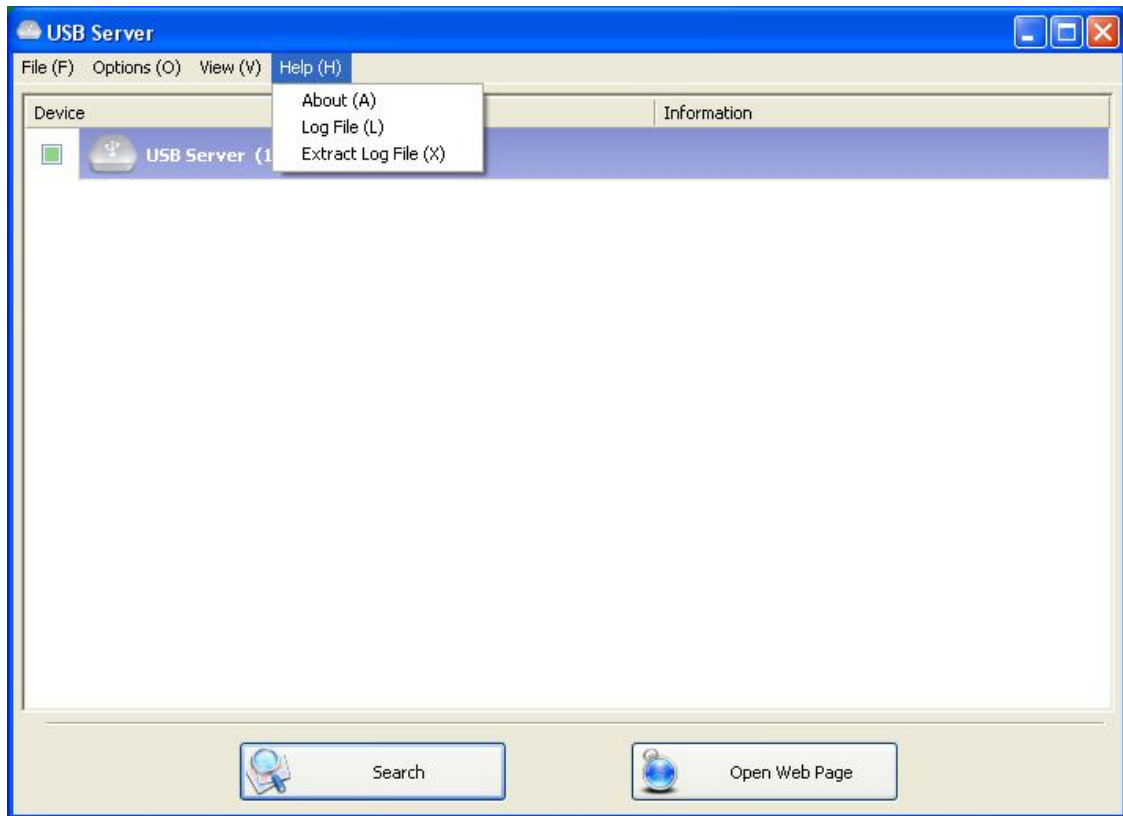 USB Server
File (F) Options (O) View (V) Help (H)
Device Information
About (A)
Log File (L)
Extract Log File (X)
USB Server (1
Search
Open Web Page